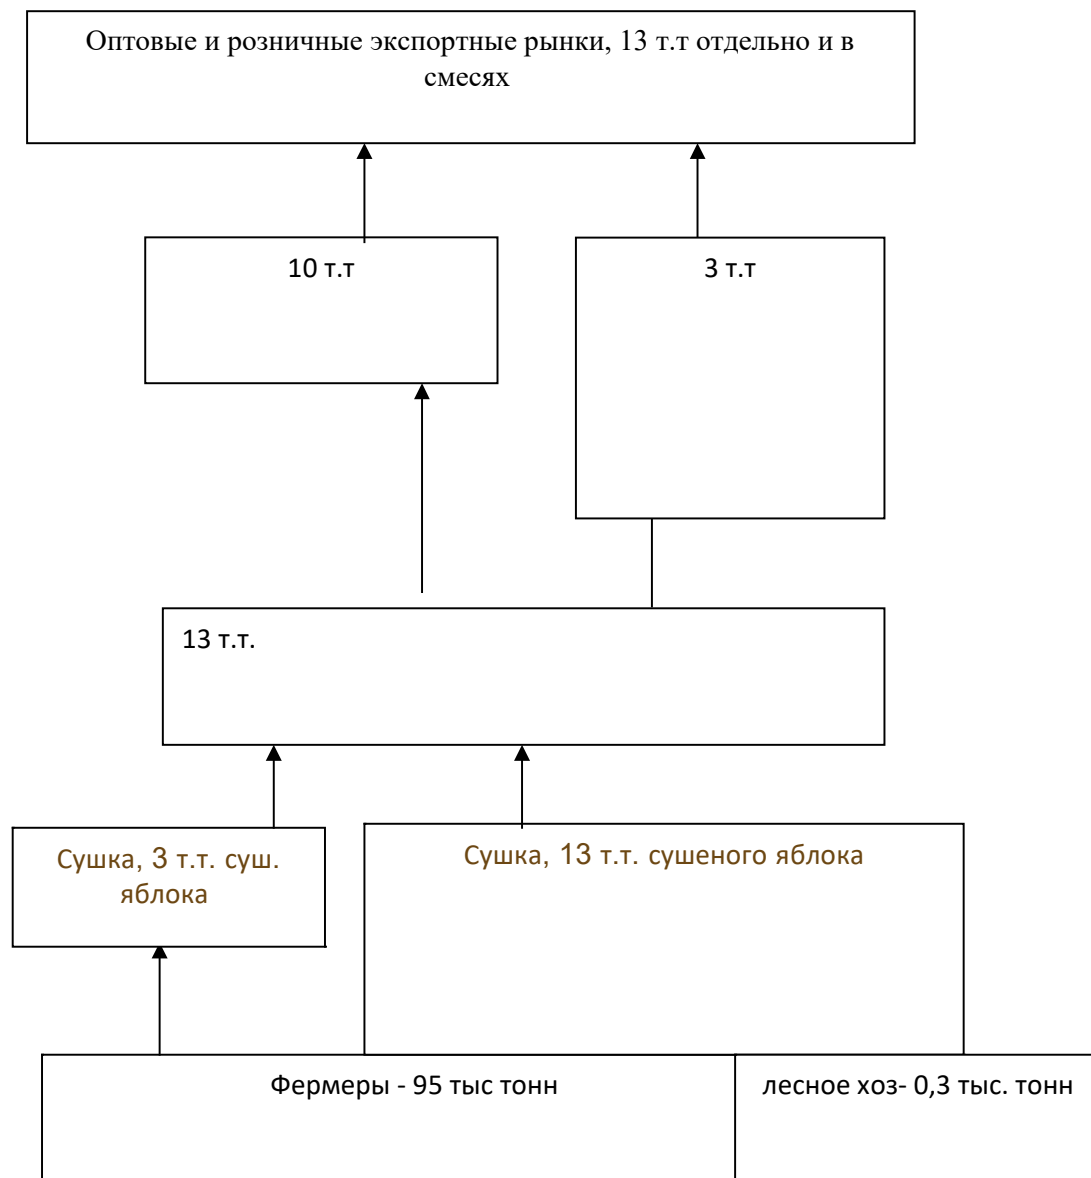 Оптовые и розничные экспортные рынки, 13 т.т отдельно и в
смесях
10 т.т
3 т.т
13 т.т.
Сушка, 3 т.т. суш.
яблока
Сушка, 13 т.т. сушеного яблока
Фермеры - 95 тыс тонн
лесное хоз- 0,3 тыс. тонн